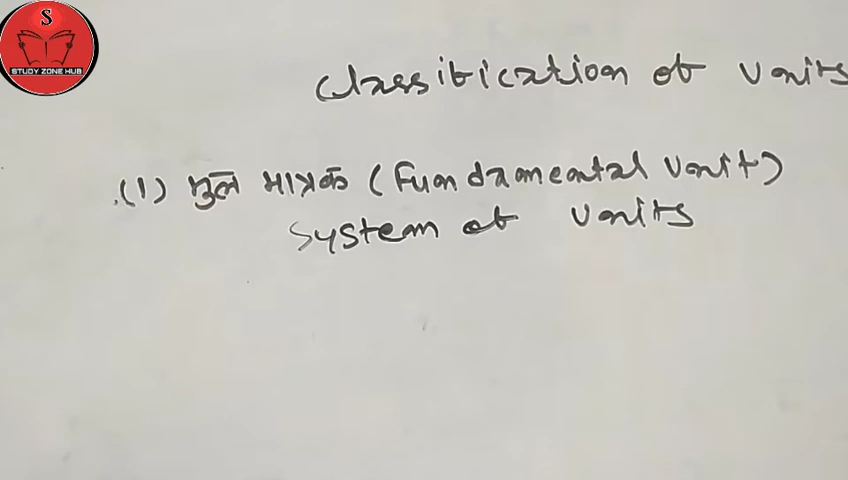 S
STUDY ZONE HUB
Classification of Units
(1) मुल मात्रक (Fundamental Unit)
System of Units